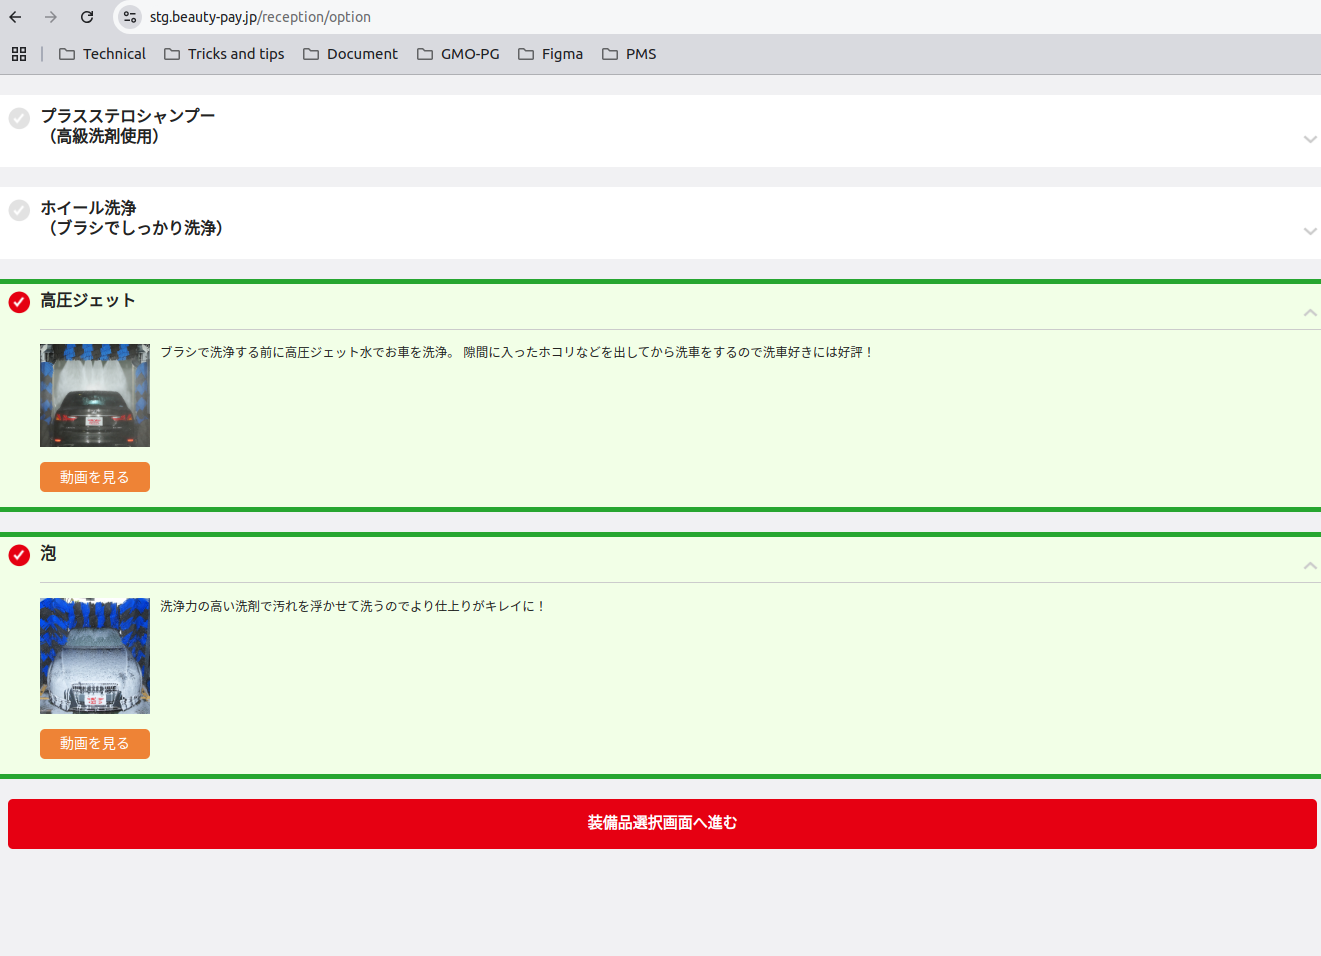 stg.beauty-pay.jp/reception/option
Technical
Tricks and tips
Document
GMO-PG
Figma
PMS
プラスステロシャンプー
（高級洗剤使用）
ホイール洗浄
（ブラシでしっかり洗浄）
高圧ジェット
ブラシで洗浄する前に高圧ジェット水でお車を洗浄。 隙間に入ったホコリなどを出してから洗車をするので洗車好きには好評！
動画を見る
泡
洗浄力の高い洗剤で汚れを浮かせて洗うのでより仕上りがキレイに！
動画を見る
装備品選択画面へ進む